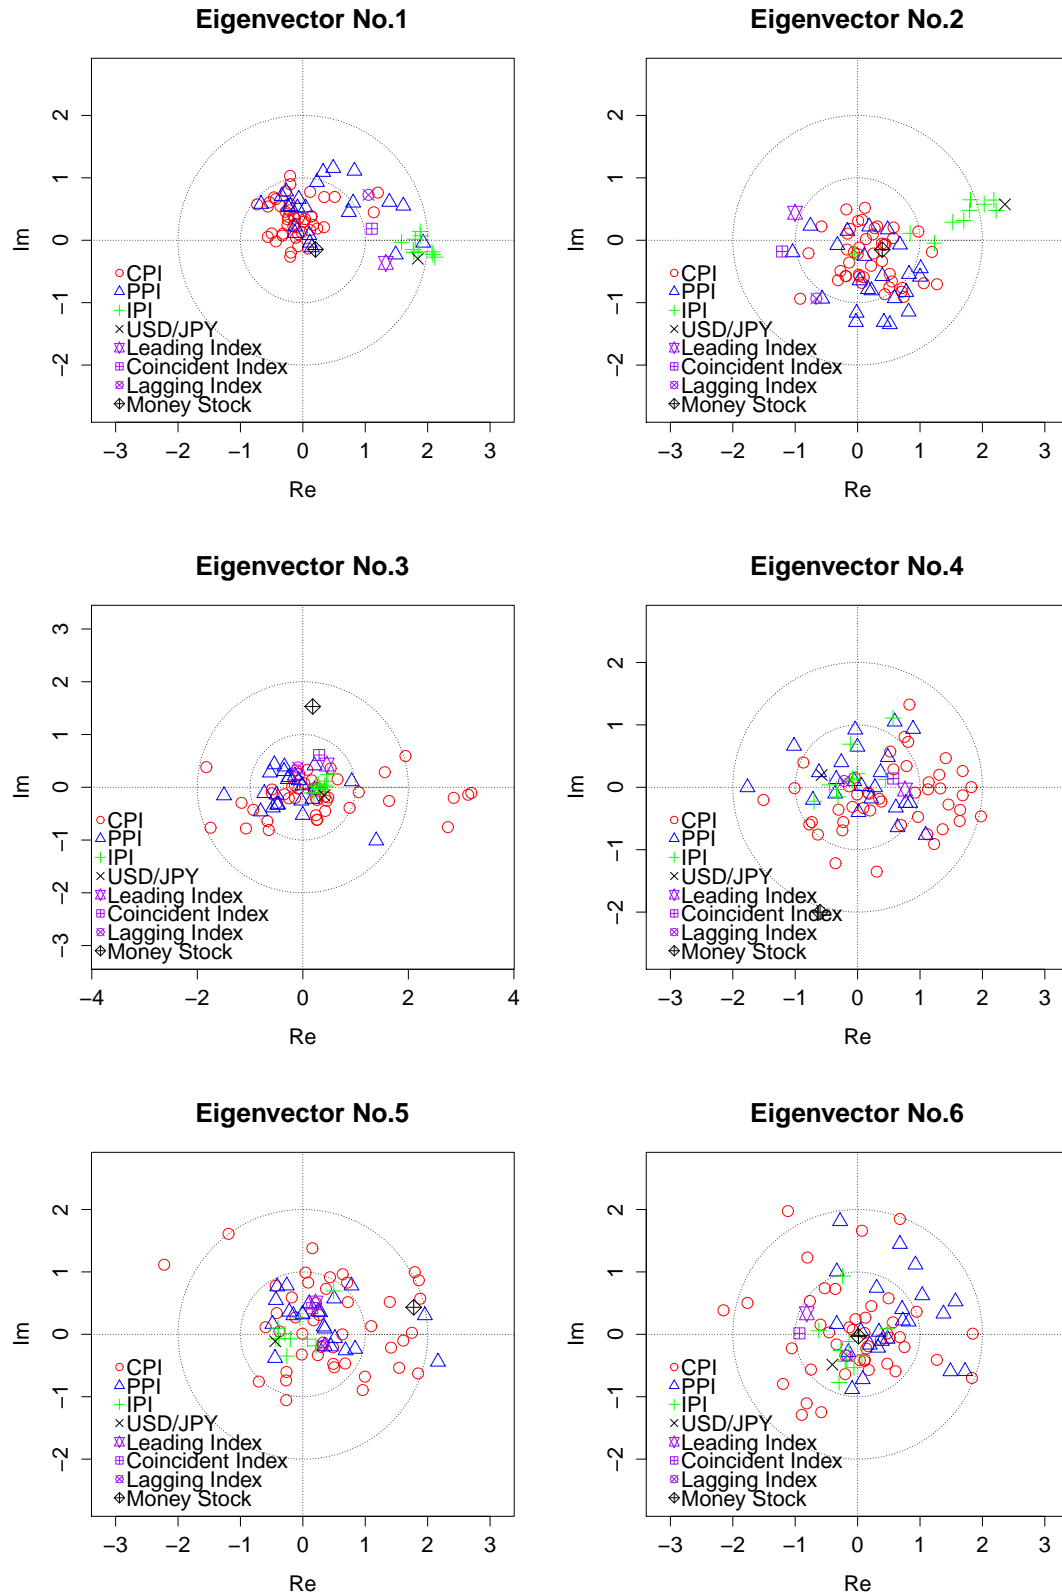 Eigenvector No.1
Im
2
1
0
−1
−2
CPI
PPI
IPI
USD/JPY
Leading Index
Coincident Index
Lagging Index
Money Stock
−3 −2 −1 0 1 2 3
Re
Eigenvector No.2
Im
2
1
0
−1
−2
CPI
PPI
IPI
USD/JPY
Leading Index
Coincident Index
Lagging Index
Money Stock
−3 −2 −1 0 1 2 3
Re
Eigenvector No.3
Im
3
2
1
0
−1
−2
−3
CPI
PPI
IPI
USD/JPY
Leading Index
Coincident Index
Lagging Index
Money Stock
−4 −2 0 2 4
Re
Eigenvector No.4
Im
2
1
0
−1
−2
CPI
PPI
IPI
USD/JPY
Leading Index
Coincident Index
Lagging Index
Money Stock
−3 −2 −1 0 1 2 3
Re
Eigenvector No.5
Im
2
1
0
−1
−2
CPI
PPI
IPI
USD/JPY
Leading Index
Coincident Index
Lagging Index
Money Stock
−3 −2 −1 0 1 2 3
Re
Eigenvector No.6
Im
2
1
0
−1
−2
CPI
PPI
IPI
USD/JPY
Leading Index
Coincident Index
Lagging Index
Money Stock
−3 −2 −1 0 1 2 3
Re